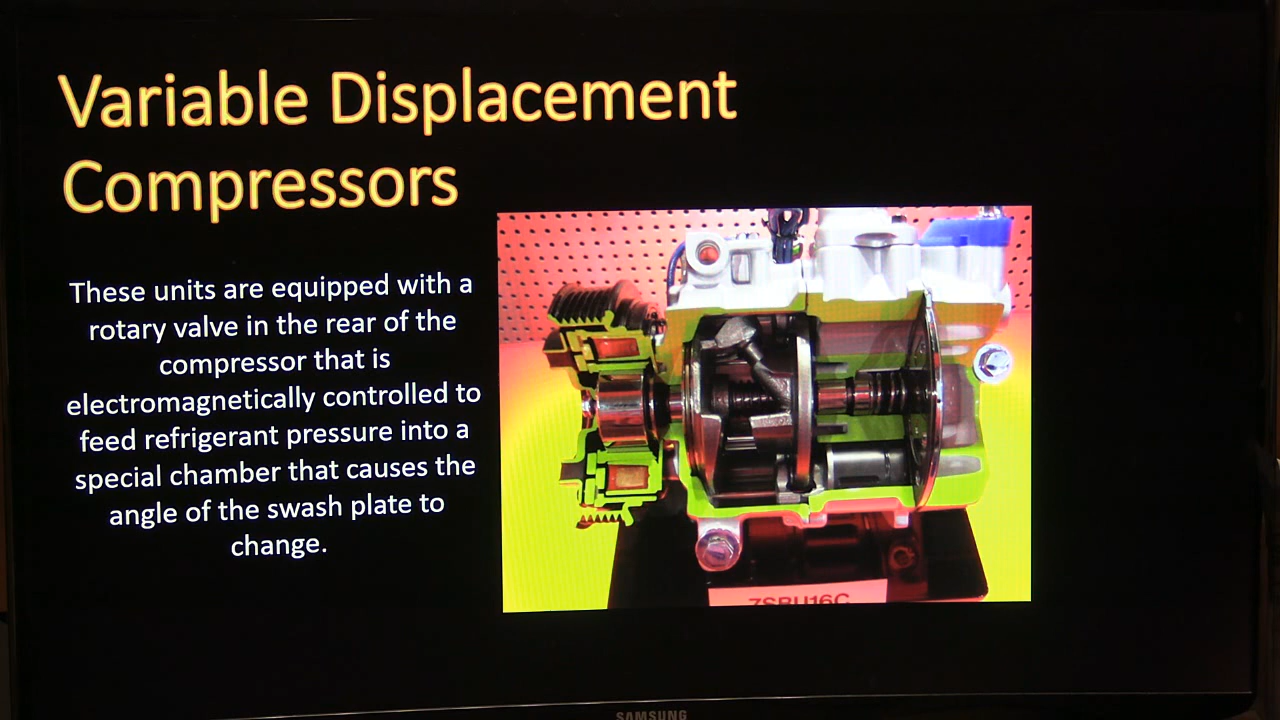 Variable Displacement
Compressors
These units are equipped with a
rotary valve in the rear of the
compressor that is
electromagnetically controlled to
feed refrigerant pressure into a
special chamber that causes the
angle of the swash plate to
change.
7SBU16C
SAMSUNG